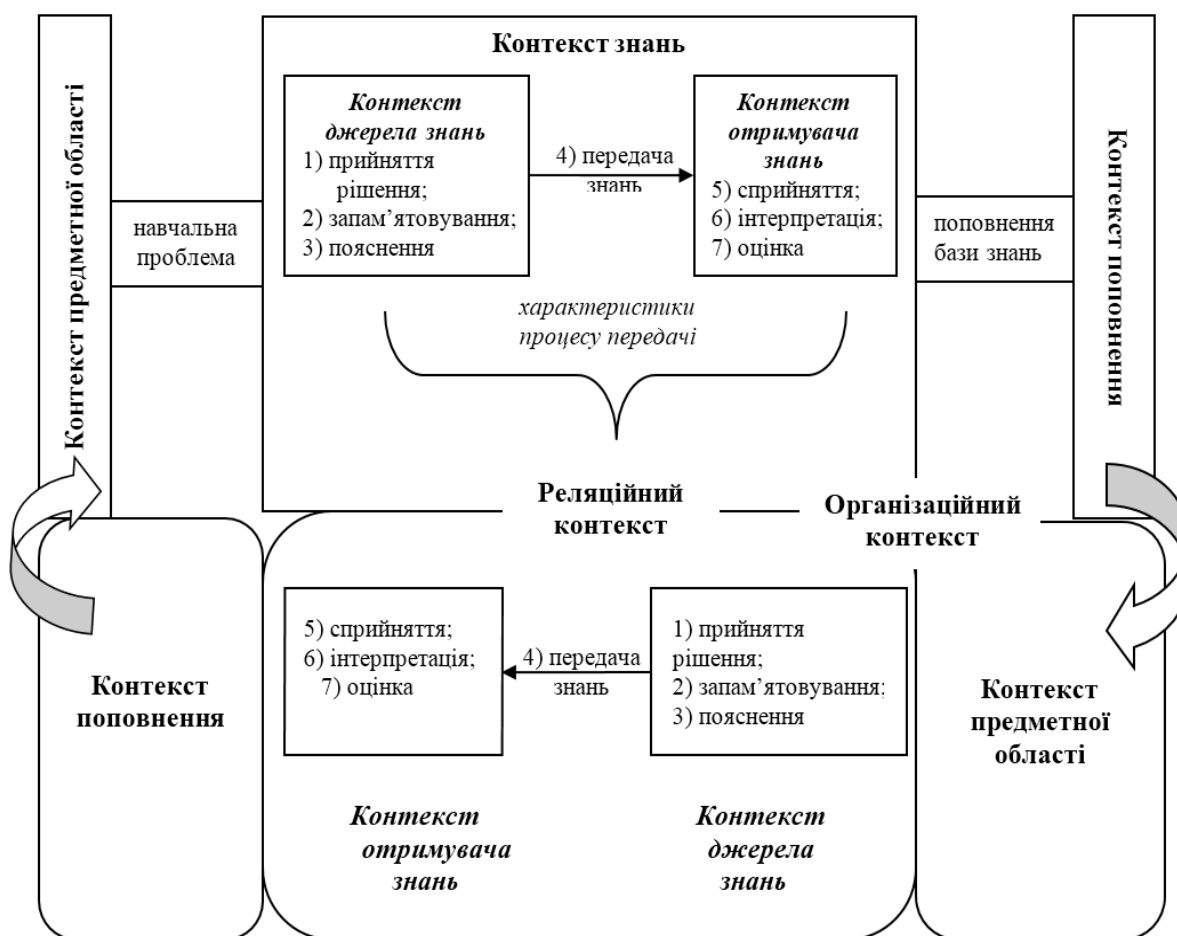 Контекст предметної області
навчальна
проблема
Контекст знань
Контекст
джерела знань
1) прийняття
рішення;
2) запам’ятовування;
3) пояснення
4) передача
знань
Контекст
отримувача
знань
5) сприйняття;
6) інтерпретація;
7) оцінка
поповнення
бази знань
Контекст поповнення
характеристики
процесу передачі
Реляційний
контекст
Організаційний
контекст
Контекст
поповнення
5) сприйняття;
6) інтерпретація;
7) оцінка
4) передача
знань
1) прийняття
рішення;
2) запам’ятовування;
3) пояснення
Контекст
предметної
області
Контекст
отримувача
знань
Контекст
джерела
знань